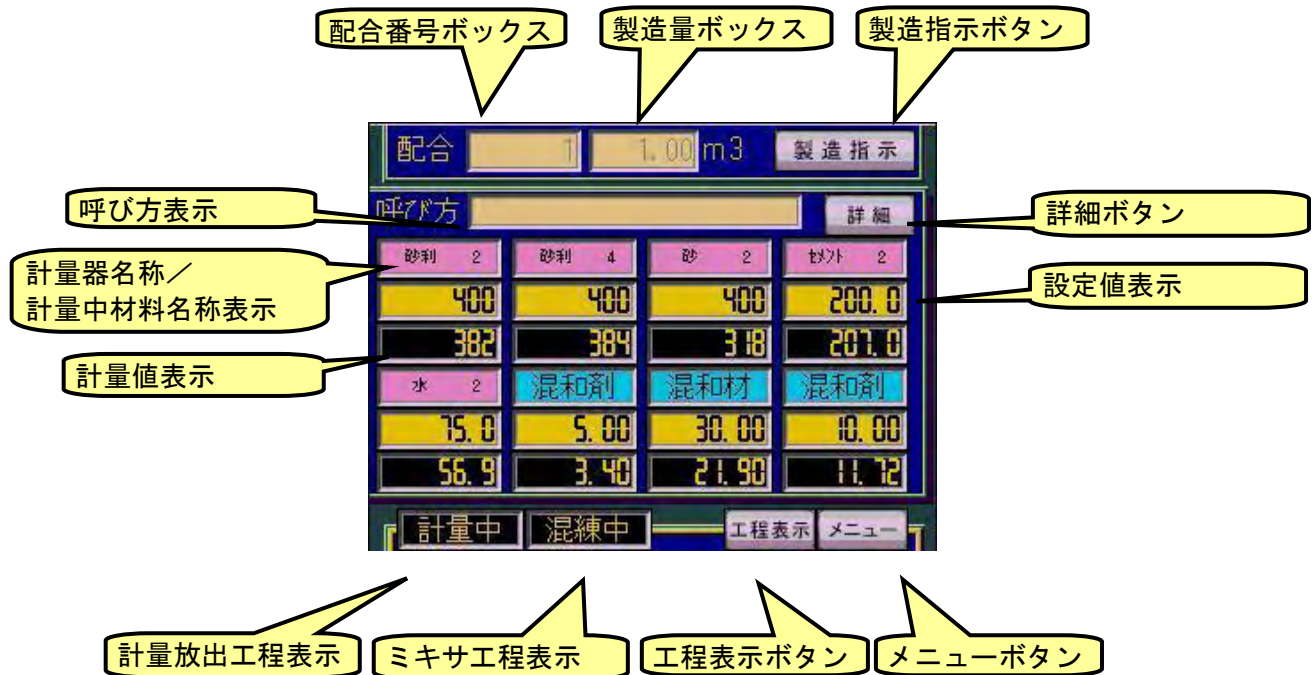 配合番号ボックス
製造量ボックス
製造指示ボタン
配合 1 1.00 m3 製造指示
呼び方表示
呼び方 詳細
詳細ボタン
計量器名称／
計量中材料名称表示
砂利 2 砂利 4 砂 2 セメント 2
設定値表示
400 400 400 200.0
計量値表示
382 384 318 207.0
水 2 混和剤 混和材 混和剤
75.0 5.00 30.00 10.00
56.9 3.40 21.90 11.72
計量中 混練中 工程表示 メニュー
計量放出工程表示
ミキサ工程表示
工程表示ボタン
メニューボタン